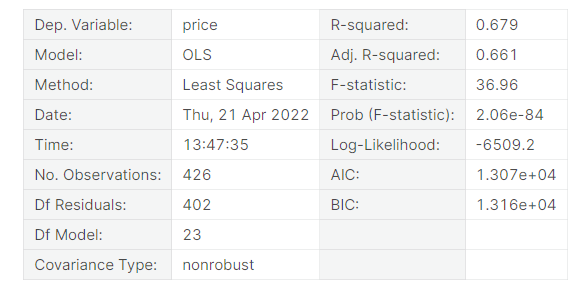 Dep. Variable: price R-squared: 0.679
Model: OLS Adj. R-squared: 0.661
Method: Least Squares F-statistic: 36.96
Date: Thu, 21 Apr 2022 Prob (F-statistic): 2.06e-84
Time: 13:47:35 Log-Likelihood: -6509.2
No. Observations: 426 AIC: 1.307e+04
Df Residuals: 402 BIC: 1.316e+04
Df Model: 23
Covariance Type: nonrobust